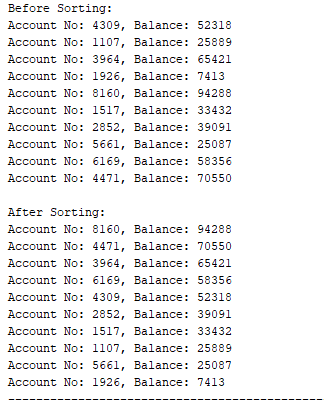 Before Sorting:
Account No: 4309, Balance: 52318
Account No: 1107, Balance: 25889
Account No: 3964, Balance: 65421
Account No: 1926, Balance: 7413
Account No: 8160, Balance: 94288
Account No: 1517, Balance: 33432
Account No: 2852, Balance: 39091
Account No: 5661, Balance: 25087
Account No: 6169, Balance: 58356
Account No: 4471, Balance: 70550

After Sorting:
Account No: 8160, Balance: 94288
Account No: 4471, Balance: 70550
Account No: 3964, Balance: 65421
Account No: 6169, Balance: 58356
Account No: 4309, Balance: 52318
Account No: 2852, Balance: 39091
Account No: 1517, Balance: 33432
Account No: 1107, Balance: 25889
Account No: 5661, Balance: 25087
Account No: 1926, Balance: 7413
---------------------------------------------